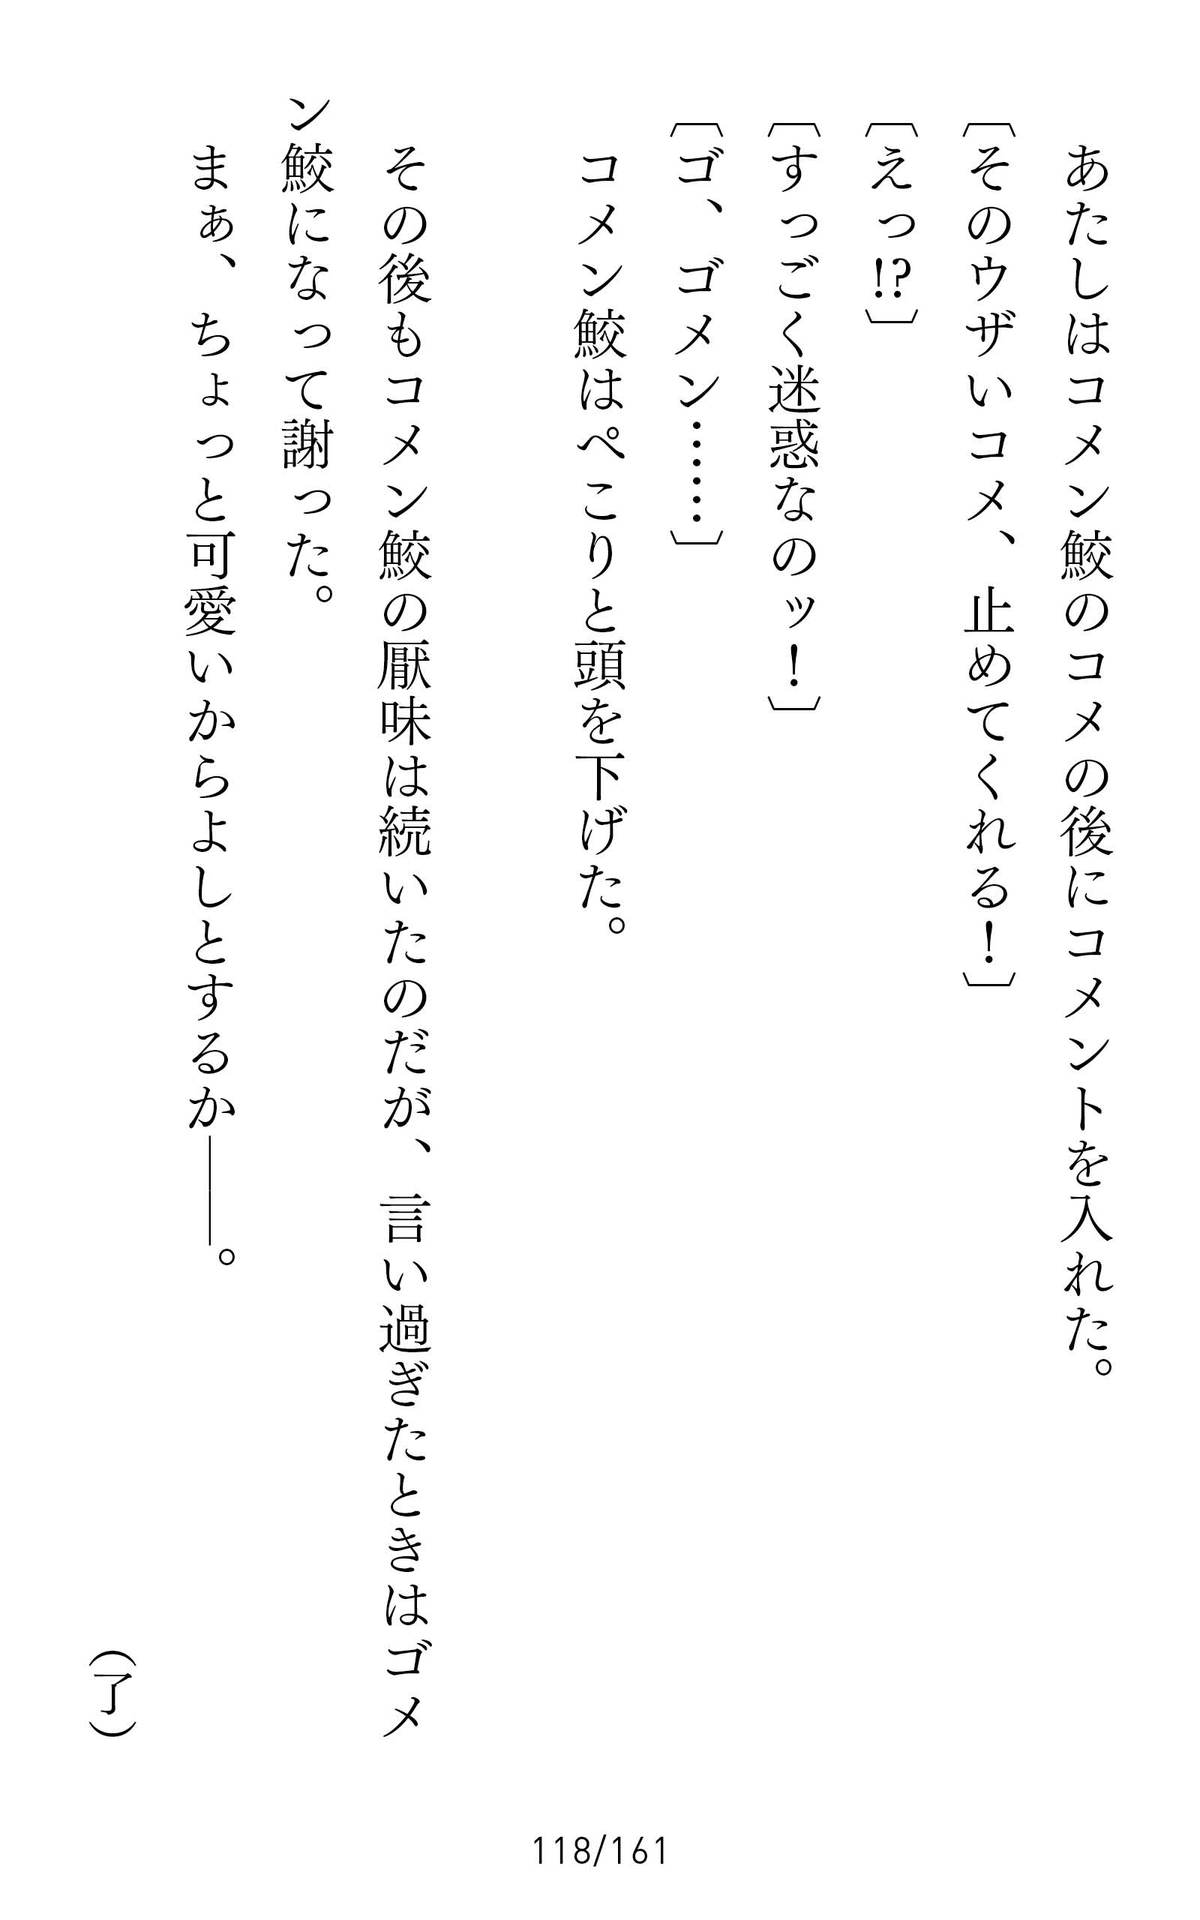 あたしはコメン鮫のコメの後にコメントを入れた。
〔そのウザいコメ、止めてくれる！〕
〔えっ⁉〕
〔すっごく迷惑なのッ！〕
〔ゴ、ゴメン……〕
コメン鮫はぺこりと頭を下げた。
その後もコメン鮫の厭味は続いたのだが、言い過ぎたときはゴメ
ン鮫になって謝った。
まぁ、ちょっと可愛いからよしとするか――。
（了）
118/161